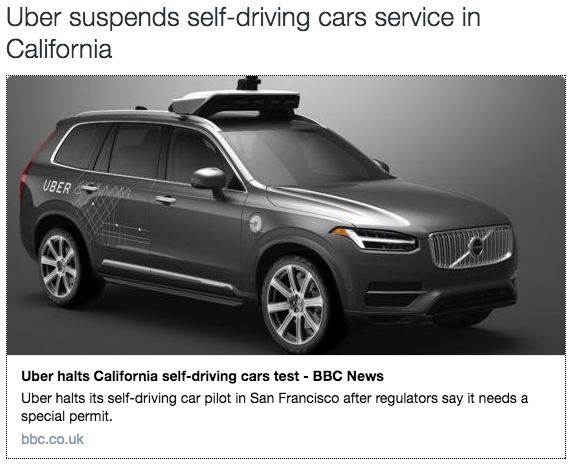 Uber suspends self-driving cars service in
California
UBER
Uber halts California self-driving cars test - BBC News
Uber halts its self-driving car pilot in San Francisco after regulators say it needs a
special permit.
bbc.co.uk